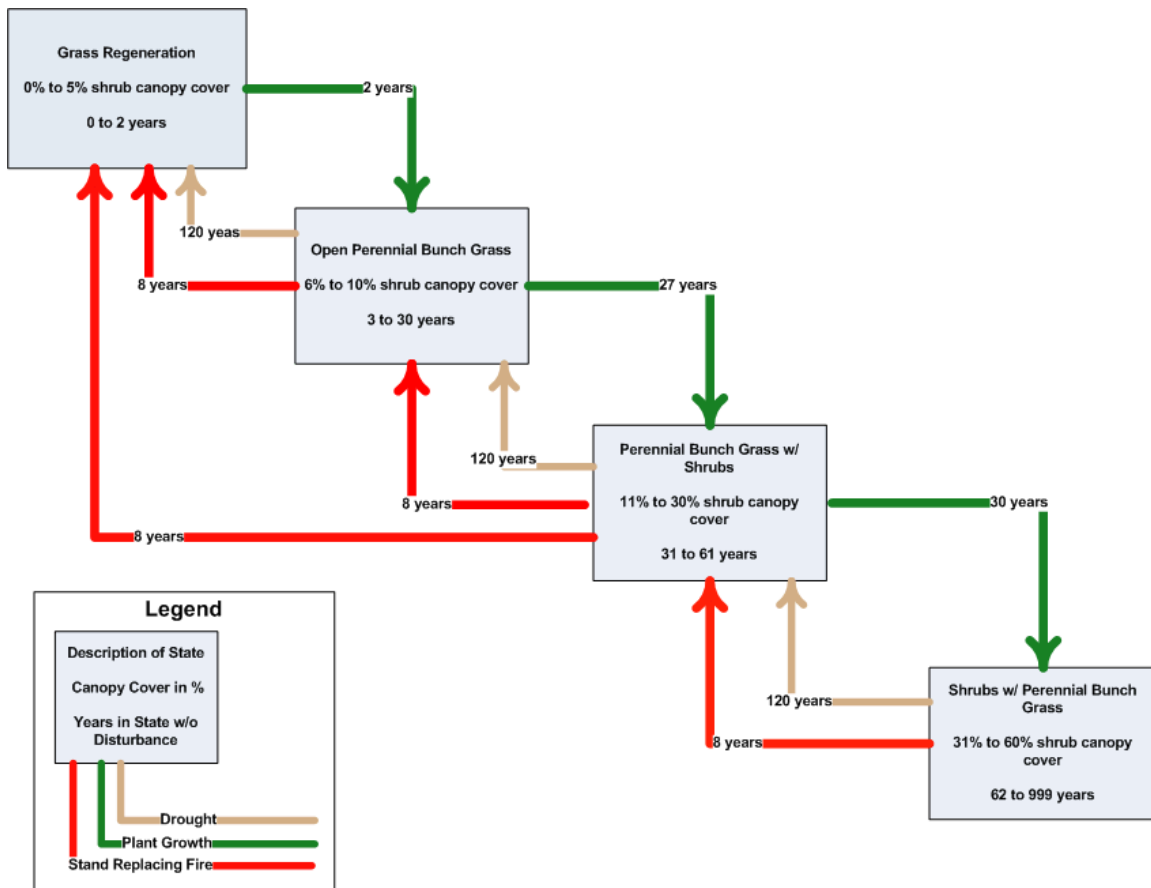 Grass Regeneration
0% to 5% shrub canopy cover
0 to 2 years
2 years
120 yeas
8 years
Open Perennial Bunch Grass
6% to 10% shrub canopy cover
3 to 30 years
27 years
120 years
8 years
8 years
Perennial Bunch Grass w/
Shrubs
11% to 30% shrub canopy
cover
31 to 61 years
30 years
120 years
8 years
Shrubs w/ Perennial Bunch
Grass
31% to 60% shrub canopy
cover
62 to 999 years
Legend
Description of State
Canopy Cover in %
Years in State w/o
Disturbance
Drought
Plant Growth
Stand Replacing Fire